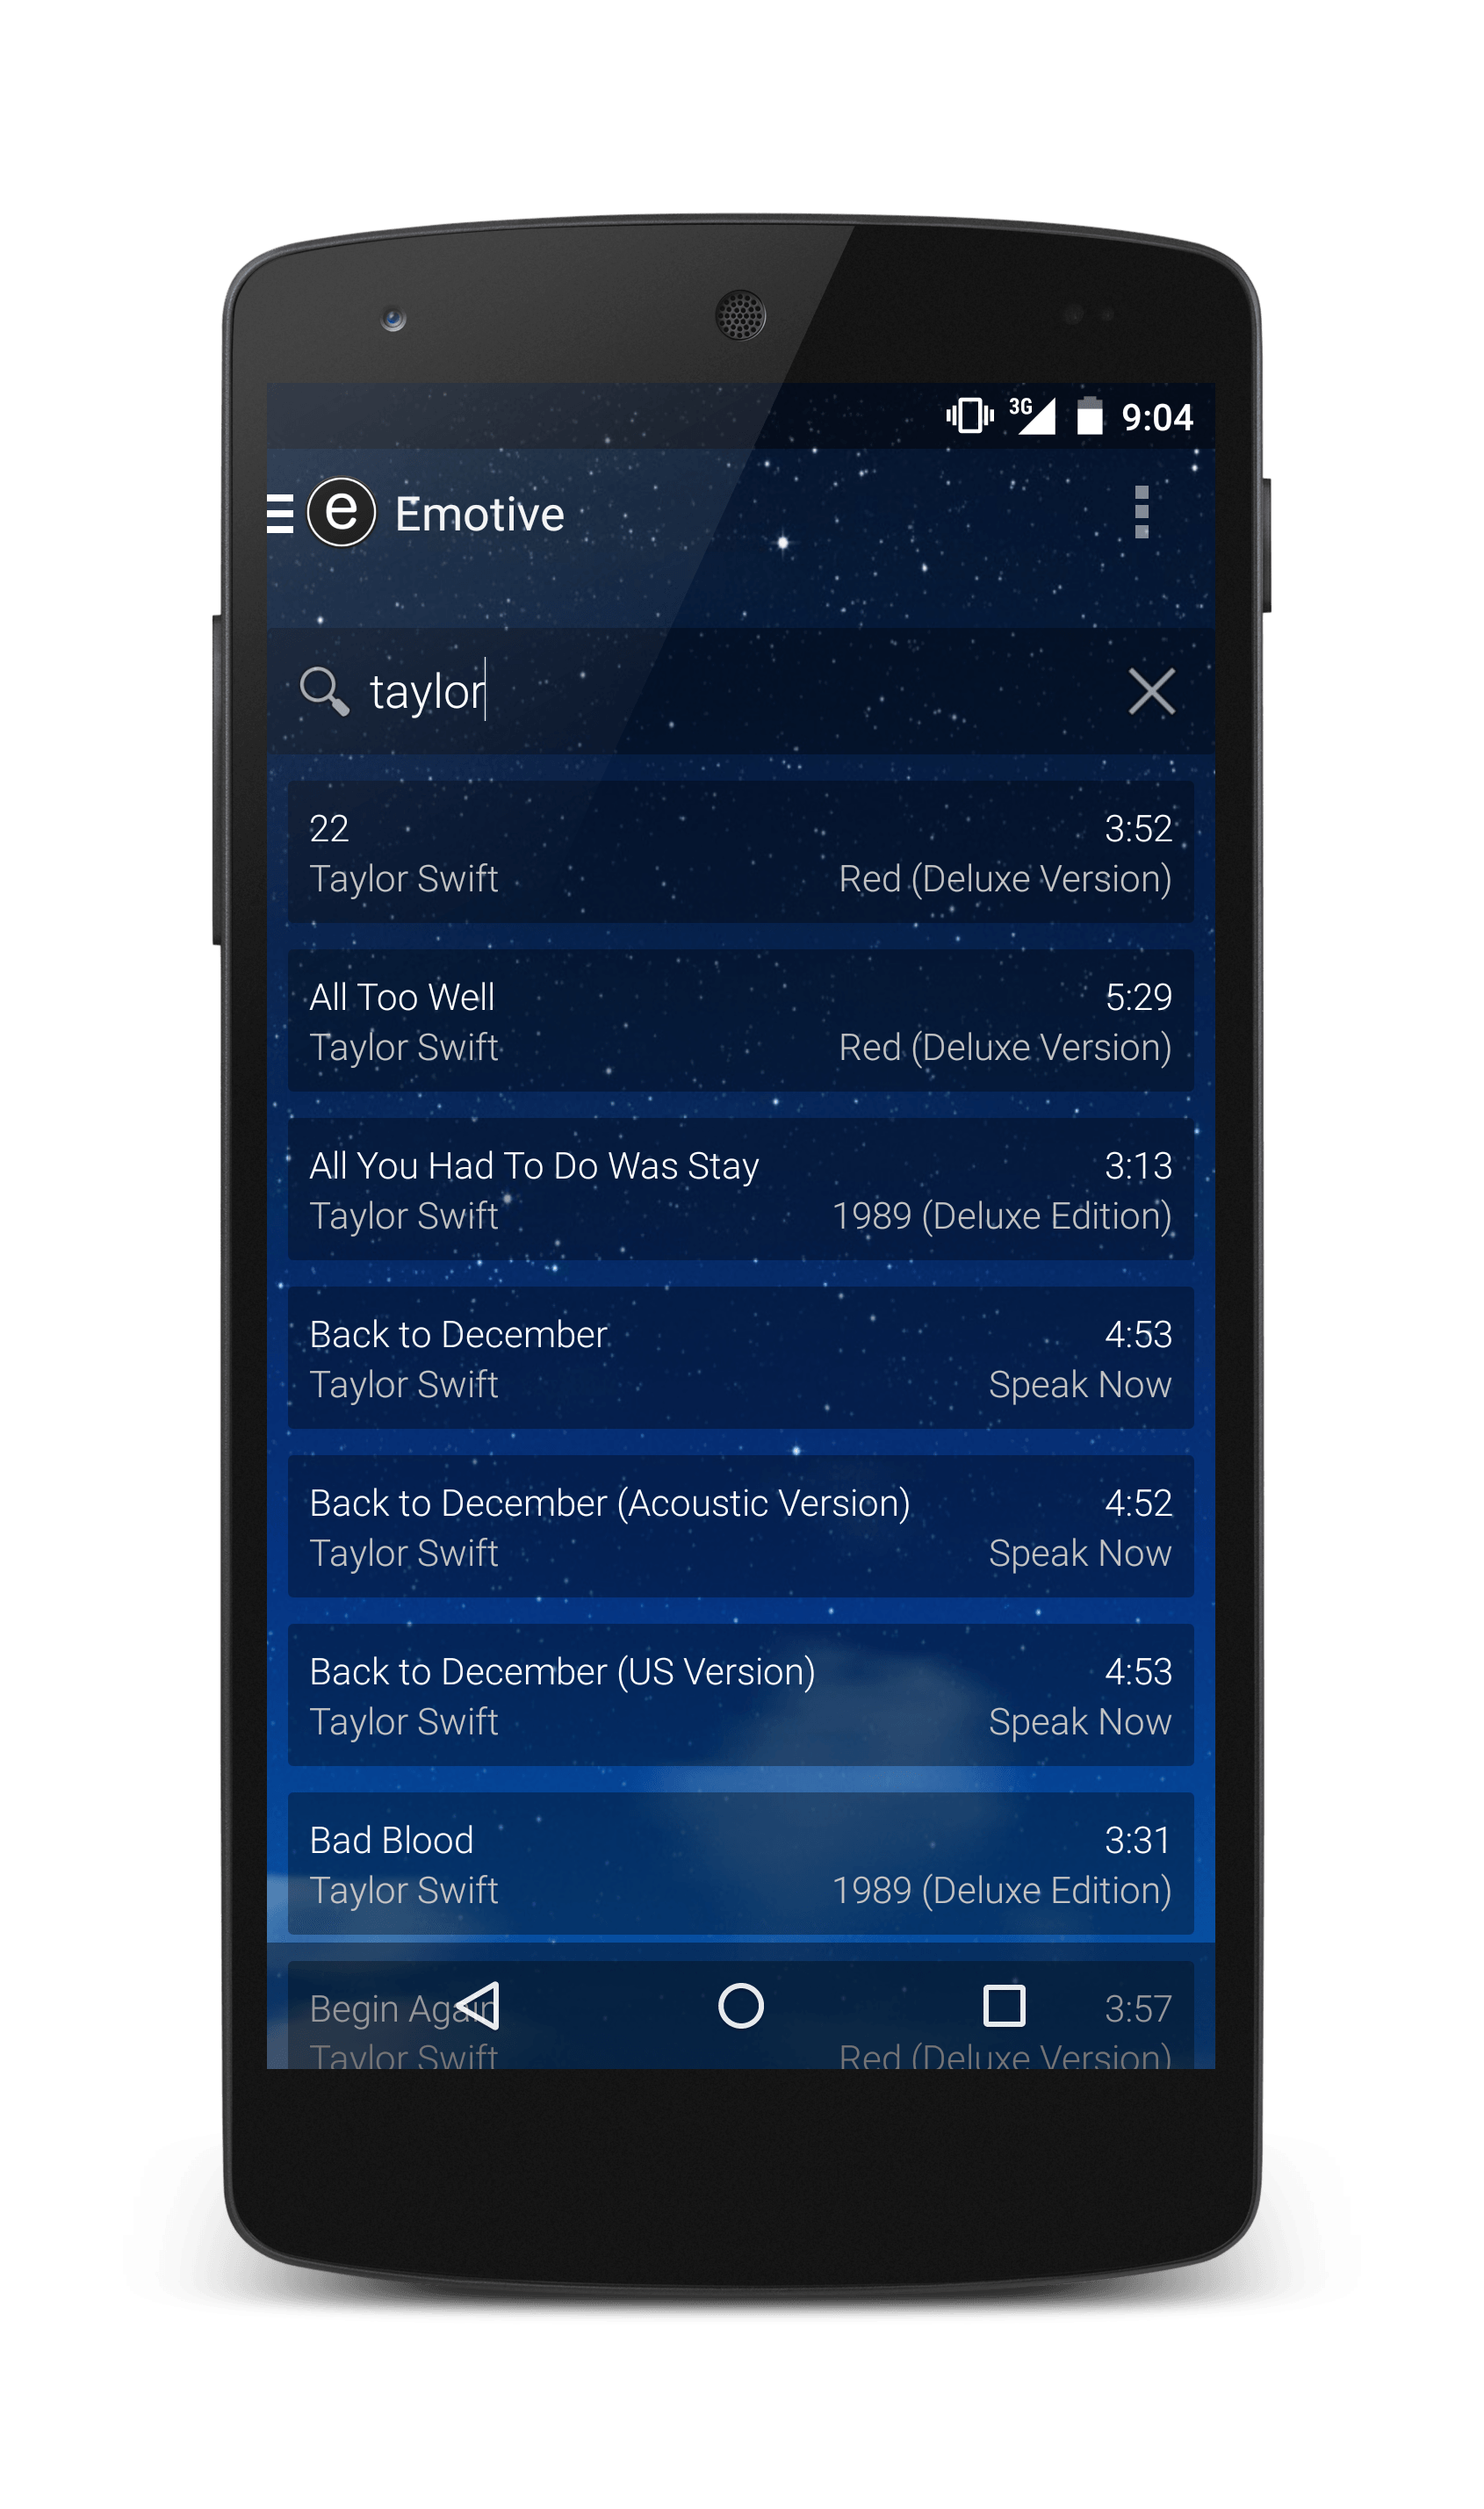 3G 9:04
e Emotive
taylor
22 3:52
Taylor Swift Red (Deluxe Version)
All Too Well 5:29
Taylor Swift Red (Deluxe Version)
All You Had To Do Was Stay 3:13
Taylor Swift 1989 (Deluxe Edition)
Back to December 4:53
Taylor Swift Speak Now
Back to December (Acoustic Version) 4:52
Taylor Swift Speak Now
Back to December (US Version) 4:53
Taylor Swift Speak Now
Bad Blood 3:31
Taylor Swift 1989 (Deluxe Edition)
Begin Again 3:57
Taylor Swift Red (Deluxe Version)